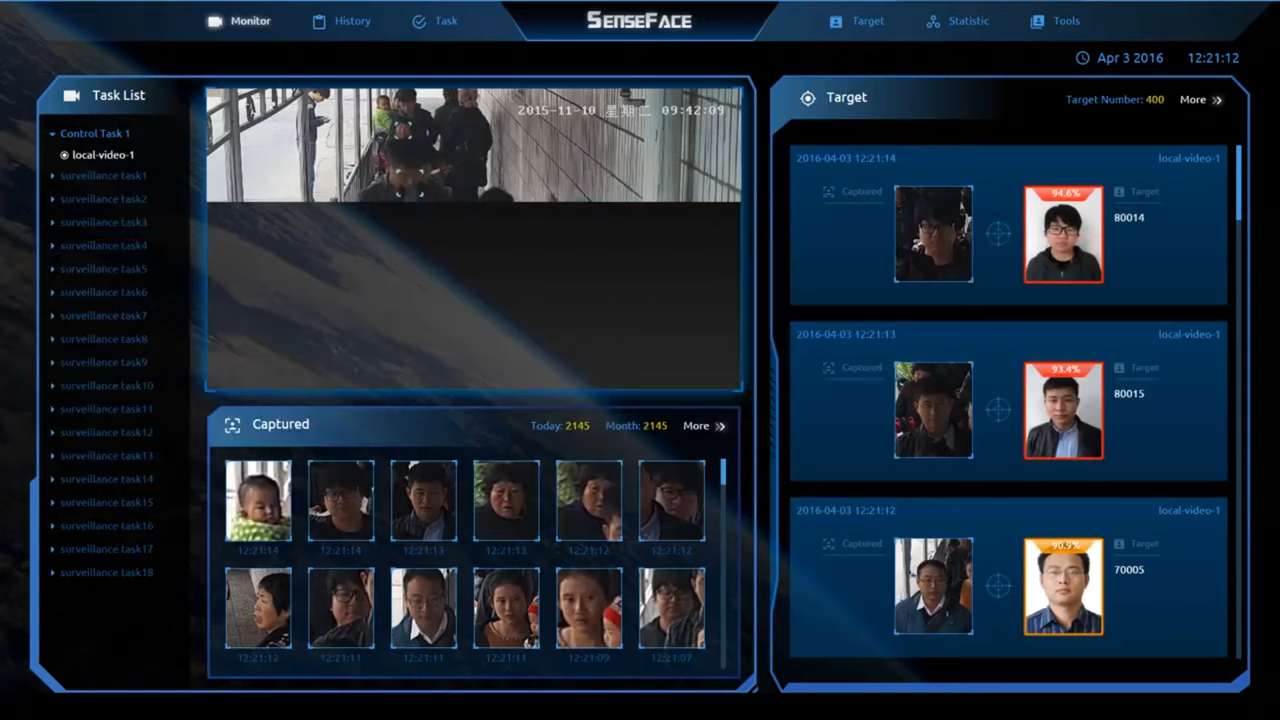 Monitor
History
Task
SENSEFACE
Target
Statistic
Tools
Apr 3 2016 12:21:12
Task List
Control Task 1
local-video-1
surveillance task1
surveillance task2
surveillance task3
surveillance task4
surveillance task5
surveillance task6
surveillance task7
surveillance task8
surveillance task9
surveillance task10
surveillance task11
surveillance task12
surveillance task13
surveillance task14
surveillance task15
surveillance task16
surveillance task17
surveillance task18
2015-11-10 星期二 09:42:09
Captured
Today: 2145 Month: 2145 More
12:21:14 12:21:14 12:21:13 12:21:13 12:21:12 12:21:12
12:21:12 12:21:11 12:21:11 12:21:11 12:21:09 12:21:07
Target
Target Number: 400 More
2016-04-03 12:21:14 local-video-1
Captured 94.6% Target
80014
2016-04-03 12:21:13 local-video-1
Captured 93.4% Target
80015
2016-04-03 12:21:12 local-video-1
Captured 90.9% Target
70005